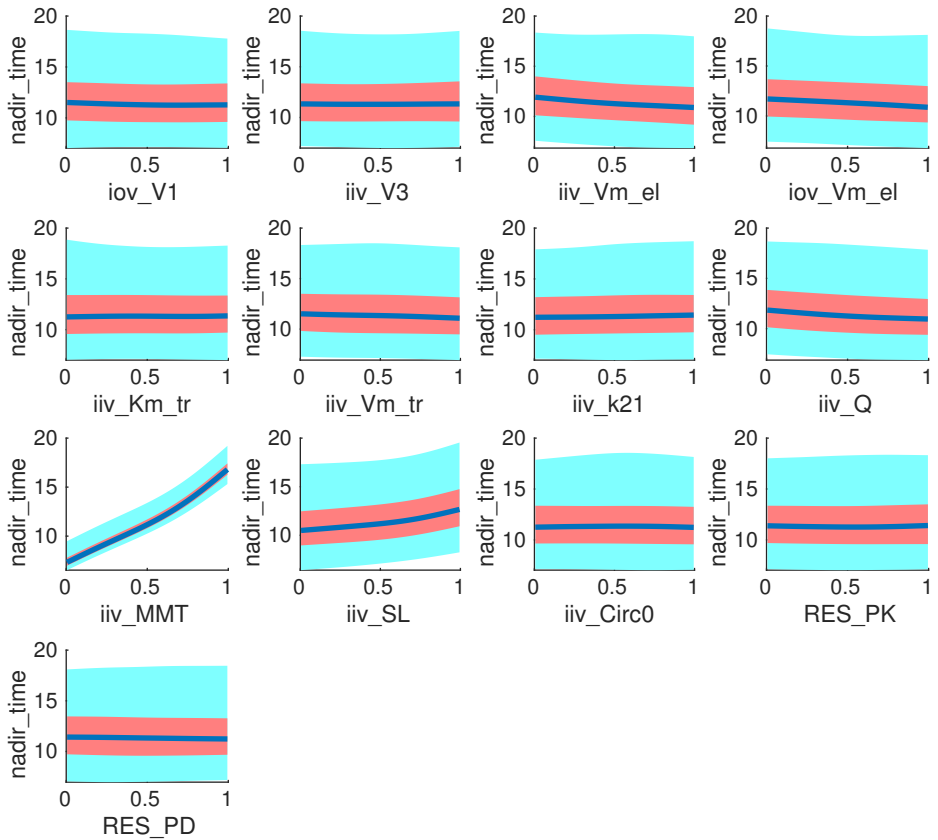 20 20 20 20
nadir_time 15 nadir_time 15 nadir_time 15 nadir_time 15
10 10 10 10
0 0.5 1 0 0.5 1 0 0.5 1 0 0.5 1
iov_V1 iiv_V3 iiv_Vm_el iov_Vm_el
20 20 20 20
nadir_time 15 nadir_time 15 nadir_time 15 nadir_time 15
10 10 10 10
0 0.5 1 0 0.5 1 0 0.5 1 0 0.5 1
iiv_Km_tr iiv_Vm_tr iiv_k21 iiv_Q
20 20 20 20
nadir_time 15 nadir_time 15 nadir_time 15 nadir_time 15
10 10 10 10
0 0.5 1 0 0.5 1 0 0.5 1 0 0.5 1
iiv_MMT iiv_SL iiv_Circ0 RES_PK
20
nadir_time 15
10
0 0.5 1
RES_PD